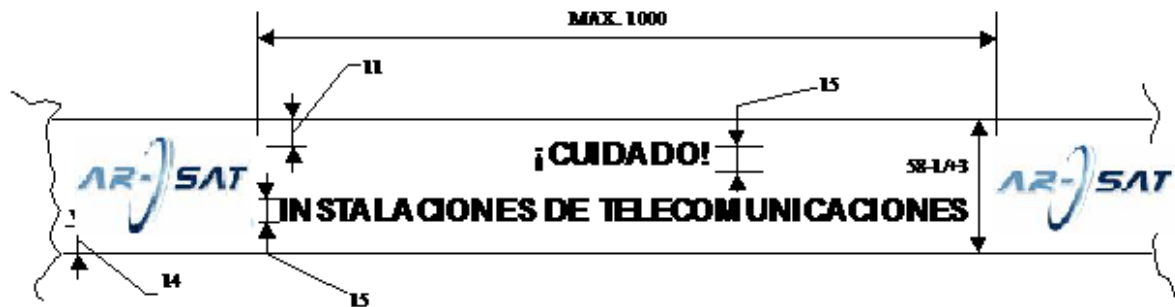 MAX. 1000
11
15
¡CUIDADO!
AR-SAT
58-1/+3
AR-SAT
INSTALACIONES DE TELECOMUNICACIONES
14
15